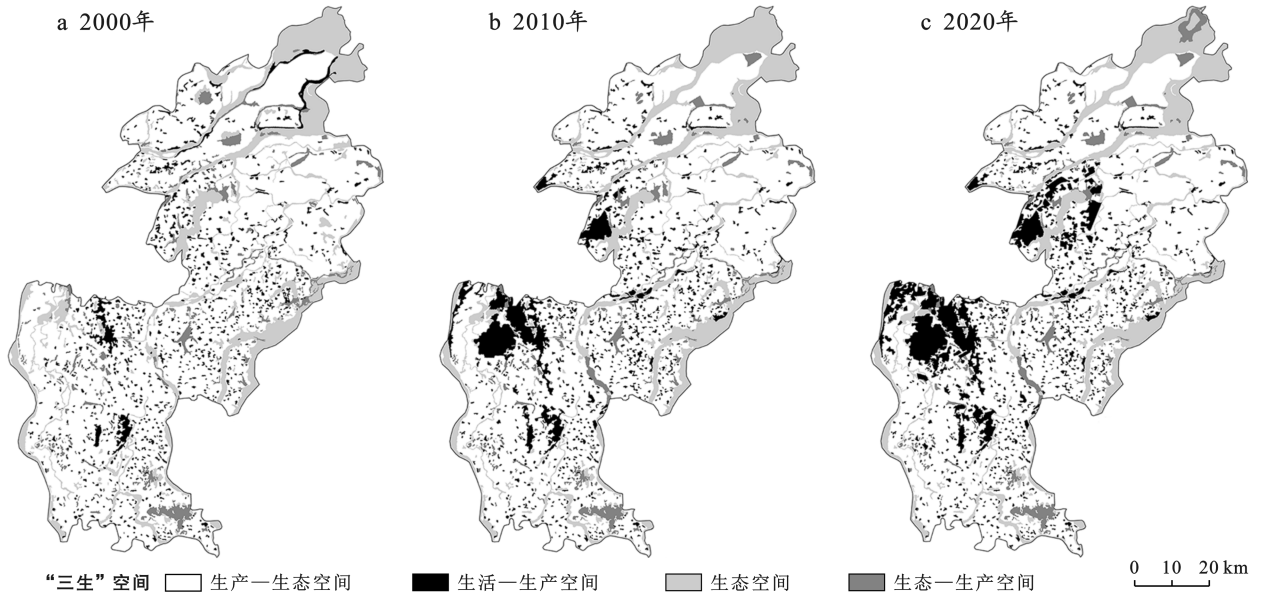 a 2000年
b 2010年
c 2020年
“三生”空间 生产—生态空间 生活—生产空间 生态空间 生态—生产空间
0 10 20 km